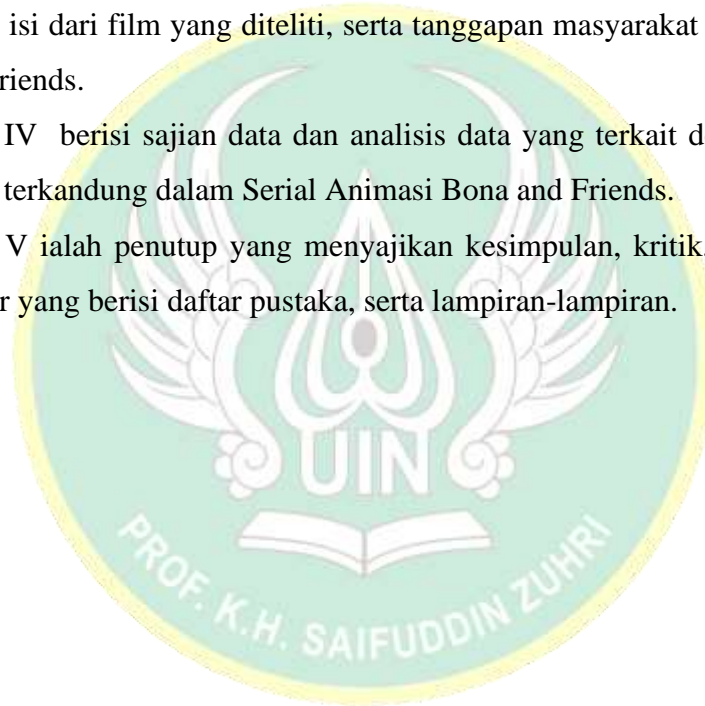 isi dari film yang diteliti, serta tanggapan masyarakat
riends.
IV berisi sajian data dan analisis data yang terkait d
terkandung dalam Serial Animasi Bona and Friends.
V ialah penutup yang menyajikan kesimpulan, kritik
r yang berisi daftar pustaka, serta lampiran-lampiran.
UIN
PROF. K.H. SAIFUDDIN ZUHRI